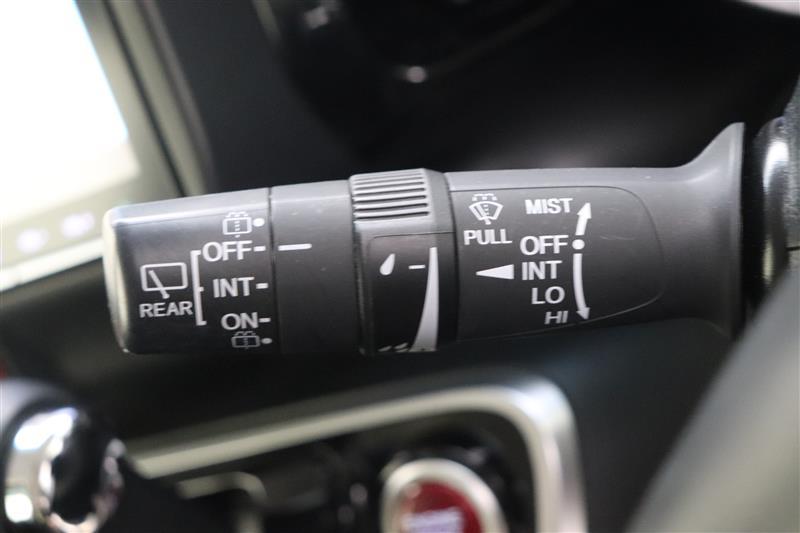 OFF
INT
ON
REAR
PULL
MIST
OFF
INT
LO
HI